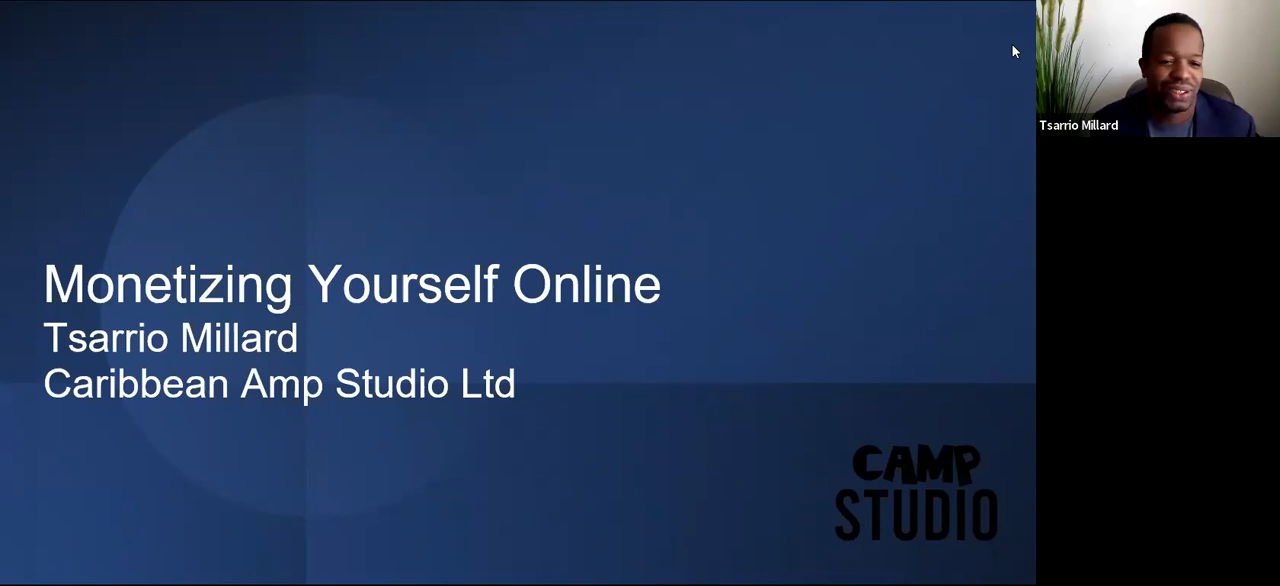 Monetizing Yourself Online
Tsarrio Millard
Caribbean Amp Studio Ltd
CAMP
STUDIO
Tsarrio Millard